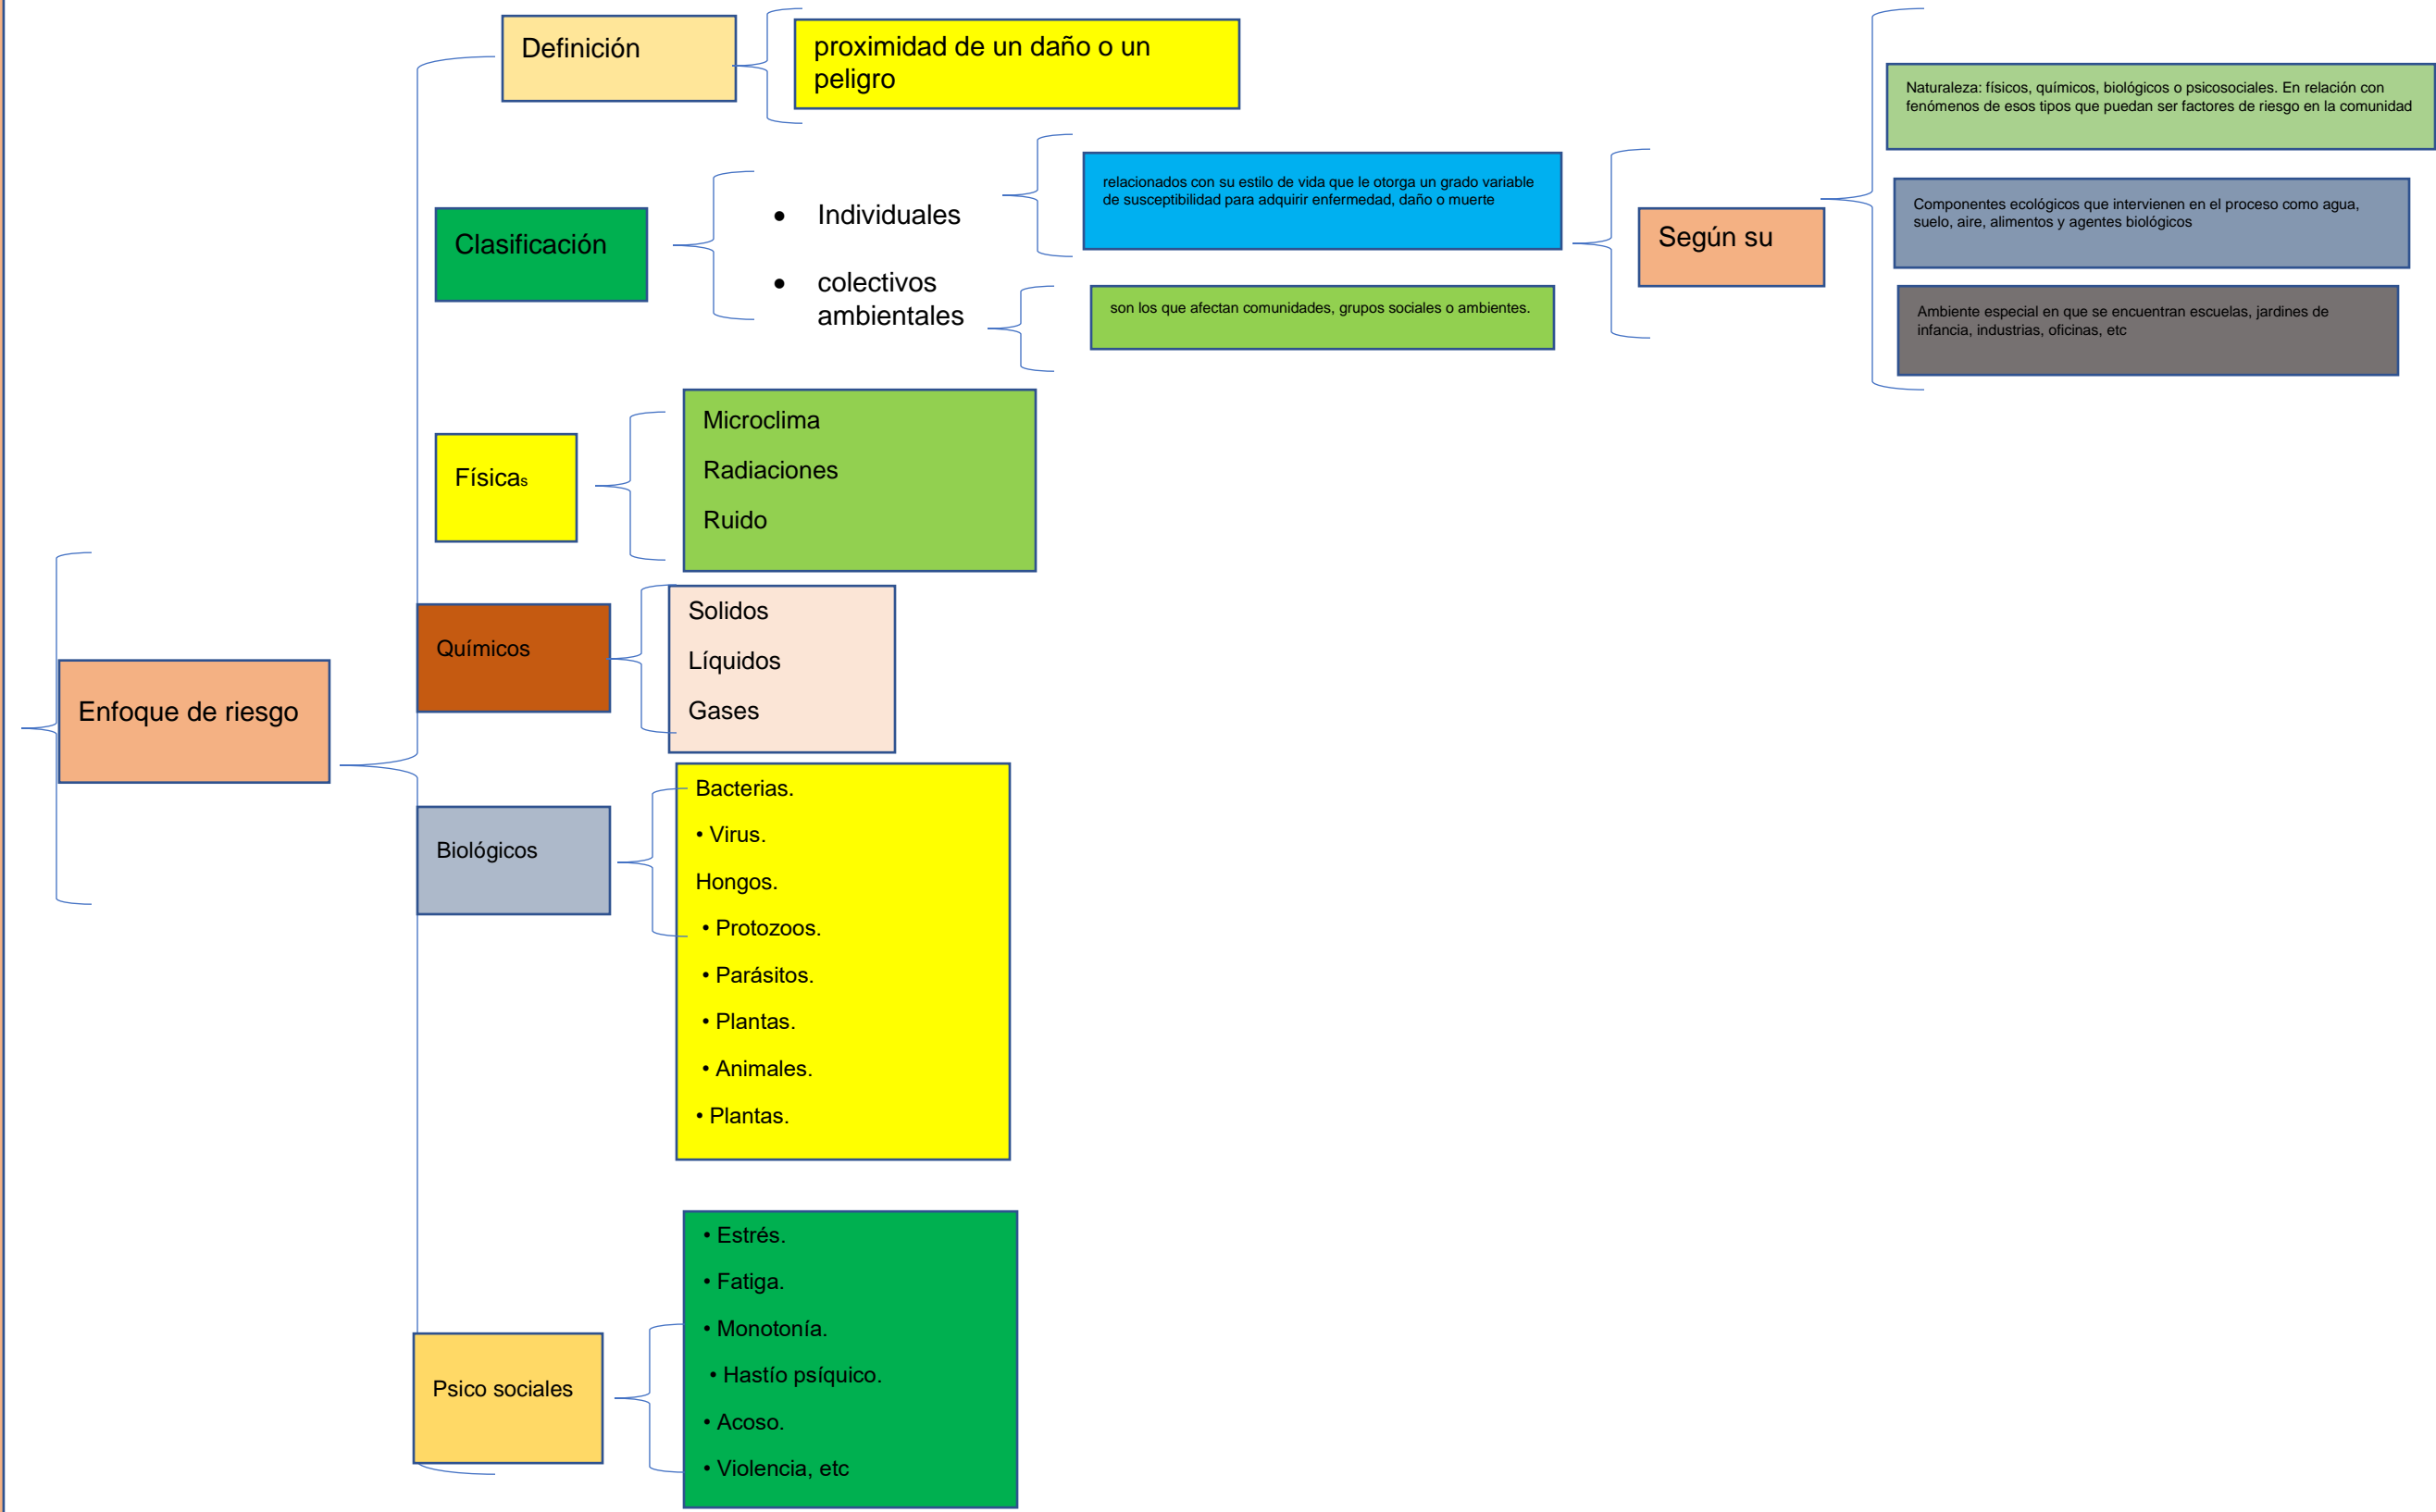 Definición
proximidad de un daño o un
peligro
Naturaleza: físicos, químicos, biológicos o psicosociales. En relación con
fenómenos de esos tipos que puedan ser factores de riesgo en la comunidad
Clasificación
• Individuales
• colectivos
ambientales
relacionados con su estilo de vida que le otorga un grado variable
de susceptibilidad para adquirir enfermedad, daño o muerte
son los que afectan comunidades, grupos sociales o ambientes.
Según su
Componentes ecológicos que intervienen en el proceso como agua,
suelo, aire, alimentos y agentes biológicos
Ambiente especial en que se encuentran escuelas, jardines de
infancia, industrias, oficinas, etc
Físicas
Microclima
Radiaciones
Ruido
Químicos
Solidos
Líquidos
Gases
Enfoque de riesgo
Biológicos
Bacterias.
• Virus.
Hongos.
• Protozoos.
• Parásitos.
• Plantas.
• Animales.
• Plantas.
Psico sociales
• Estrés.
• Fatiga.
• Monotonía.
• Hastío psíquico.
• Acoso.
• Violencia, etc